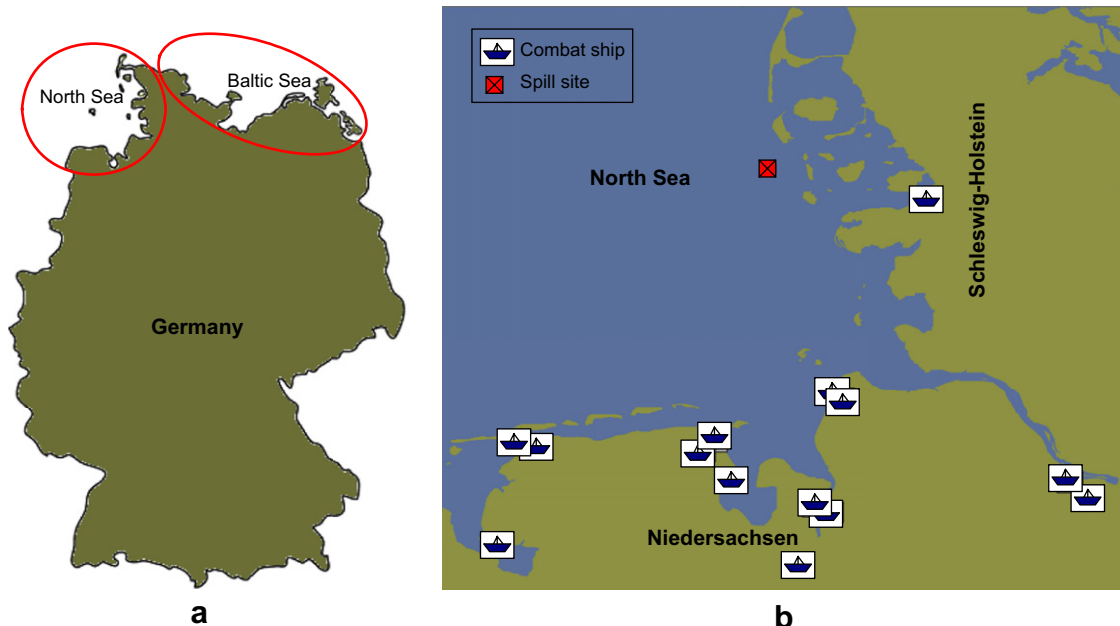 North Sea
Baltic Sea
Germany
a
Combat ship
Spill site
North Sea
Schleswig-Holstein
Niedersachsen
b